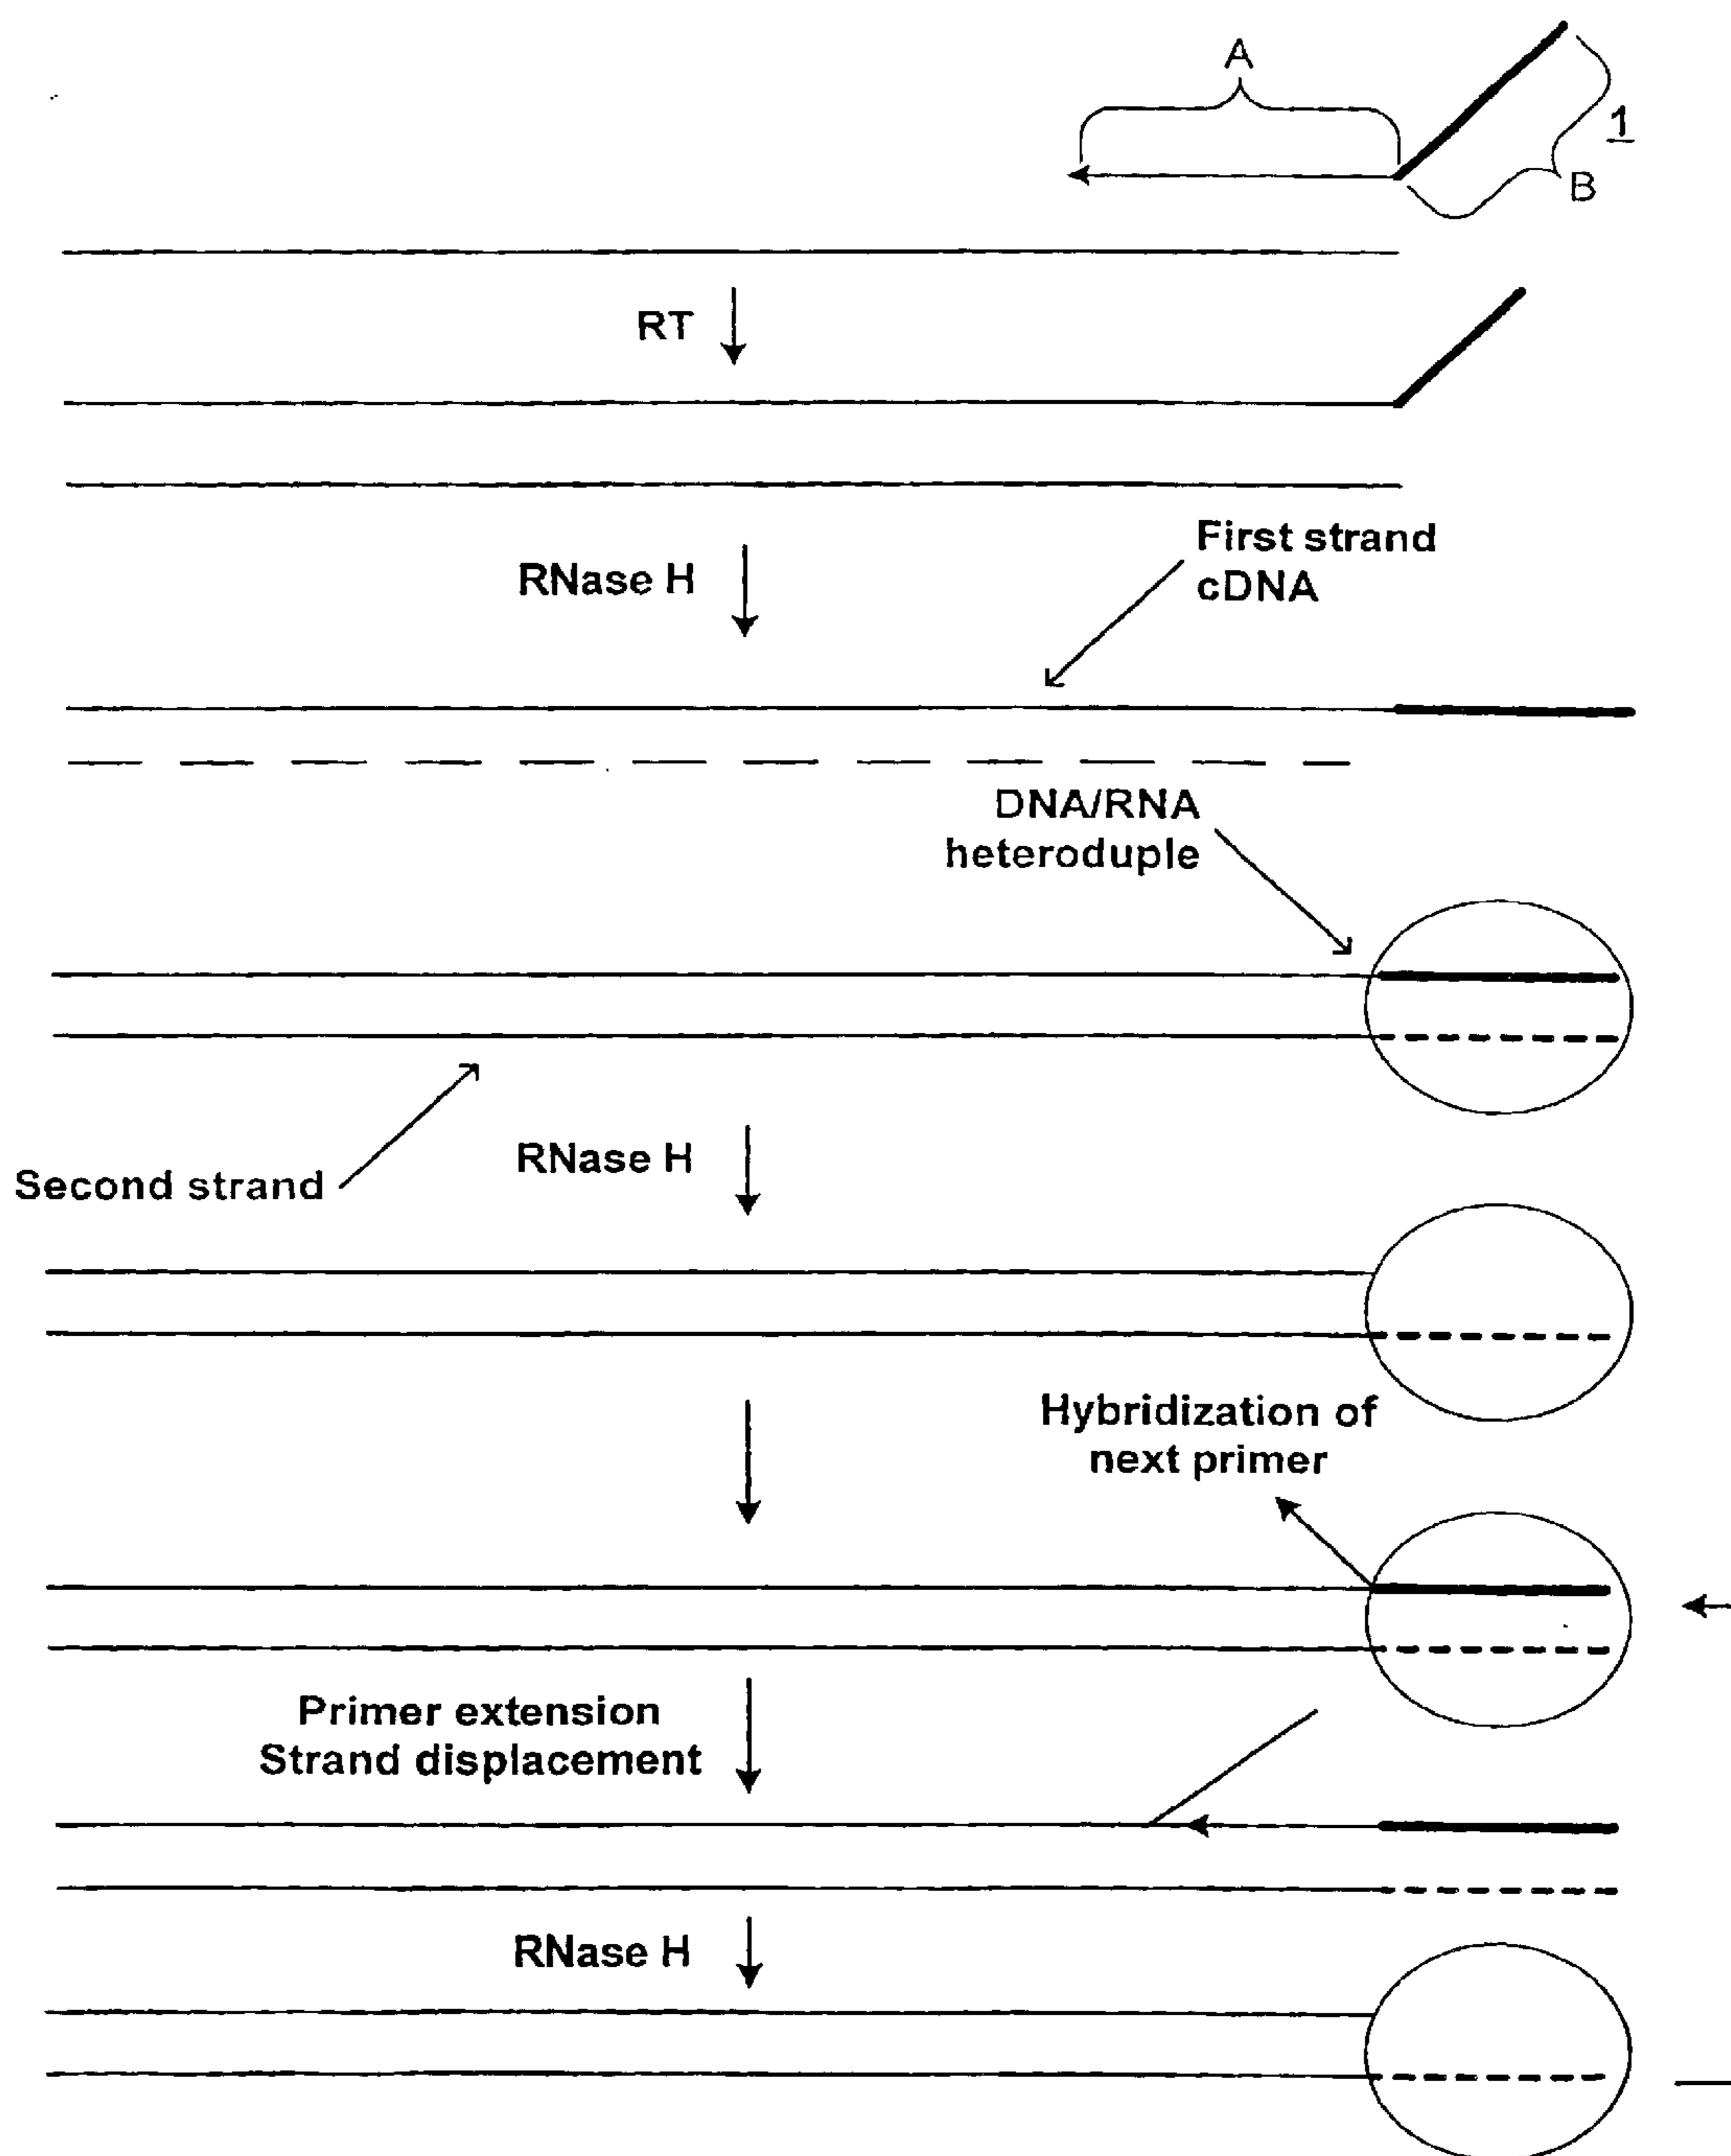 A
1
B
RT
First strand
cDNA
RNase H
DNA/RNA
heteroduple
Second strand
RNase H
Hybridization of
next primer
Primer extension
Strand displacement
RNase H